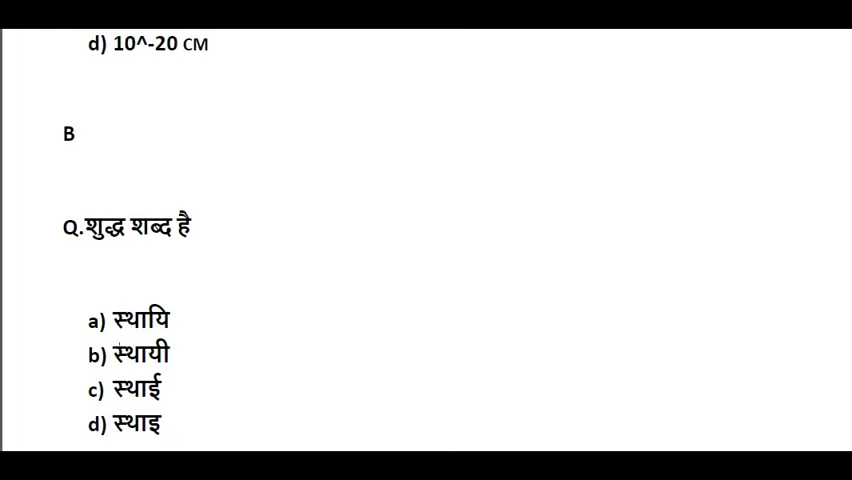 d) 10^-20 CM
B
Q.शुद्ध शब्द है
a) स्थायि
b) स्थायी
c) स्थाई
d) स्थाइ